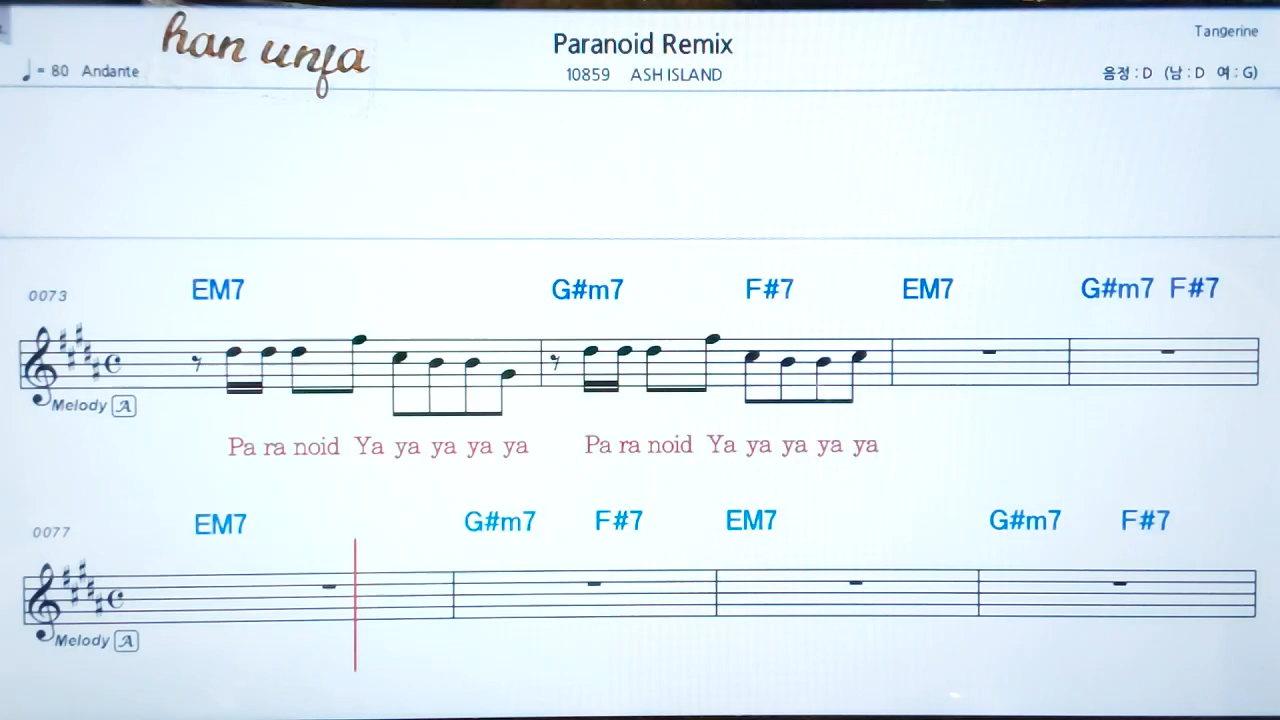 han unfa
Paranoid Remix
Tangerine
♩ = 80 Andante
10859 ASH ISLAND
음정 : D (남 : D 여 : G)
0073
EM7 G#m7 F#7 EM7 G#m7 F#7
Melody A
Pa ra noid Ya ya ya ya ya Pa ra noid Ya ya ya ya ya
0077
EM7 G#m7 F#7 EM7 G#m7 F#7
Melody A